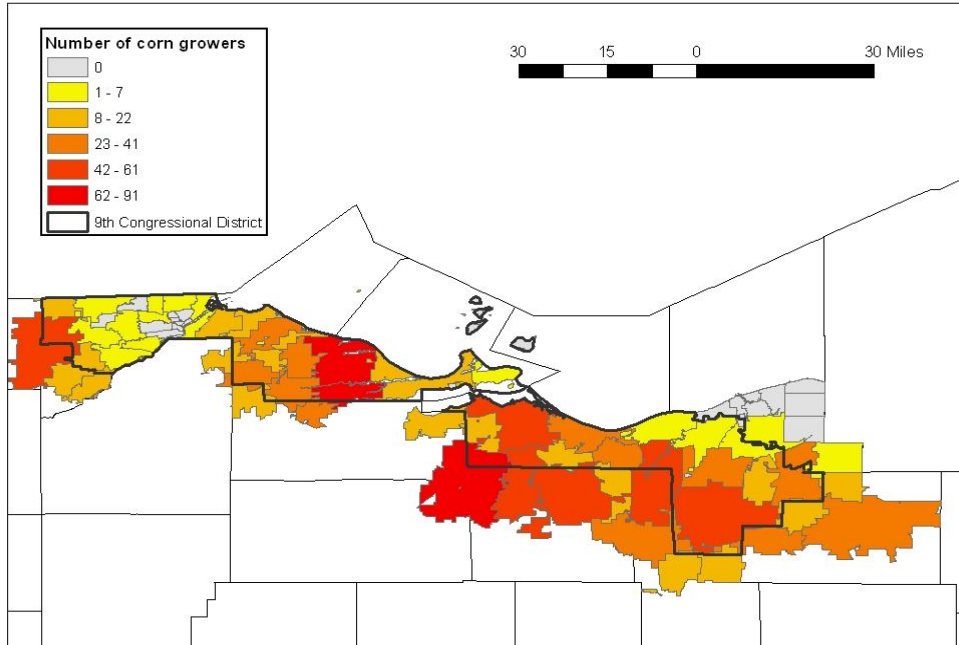 Number of corn growers
0
1 - 7
8 - 22
23 - 41
42 - 61
62 - 91
9th Congressional District
30 15 0 30 Miles